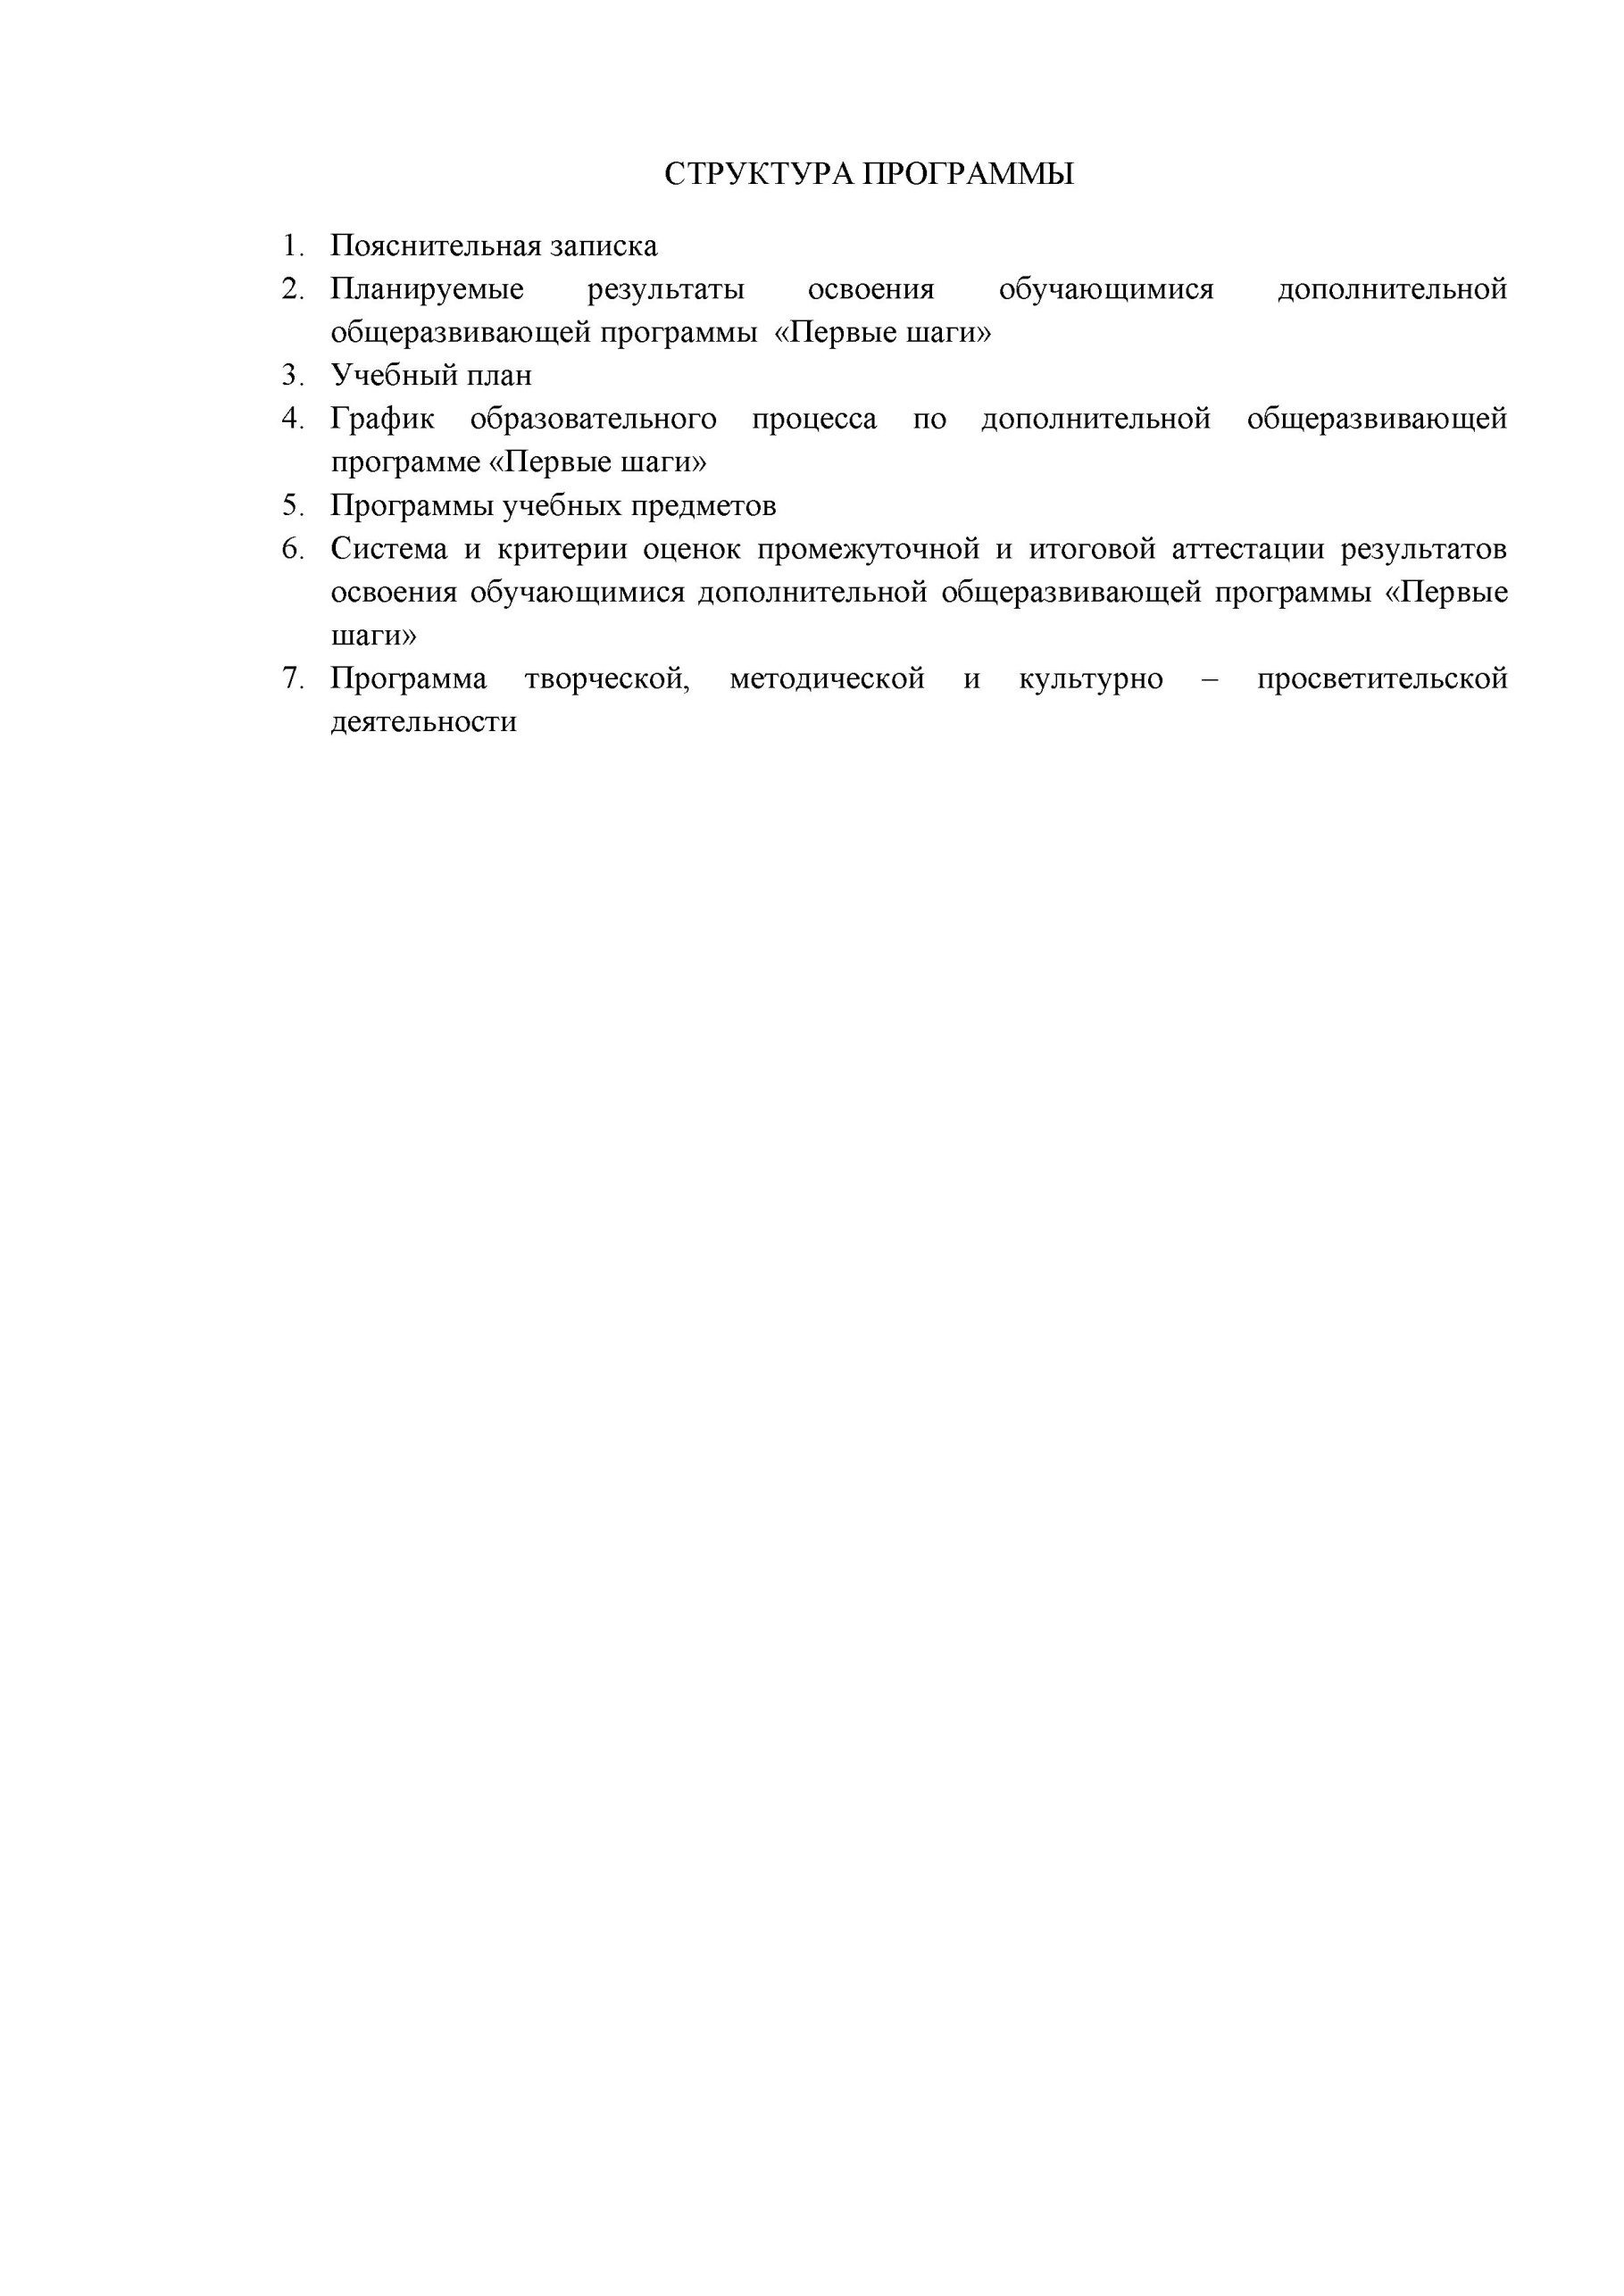 СТРУКТУРА ПРОГРАММЫ
1. Пояснительная записка
2. Планируемые результаты освоения обучающимися дополнительной
общеразвивающей программы «Первые шаги»
3. Учебный план
4. График образовательного процесса по дополнительной общеразвивающей
программе «Первые шаги»
5. Программы учебных предметов
6. Система и критерии оценок промежуточной и итоговой аттестации результатов
освоения обучающимися дополнительной общеразвивающей программы «Первые
шаги»
7. Программа творческой, методической и культурно – просветительской
деятельности